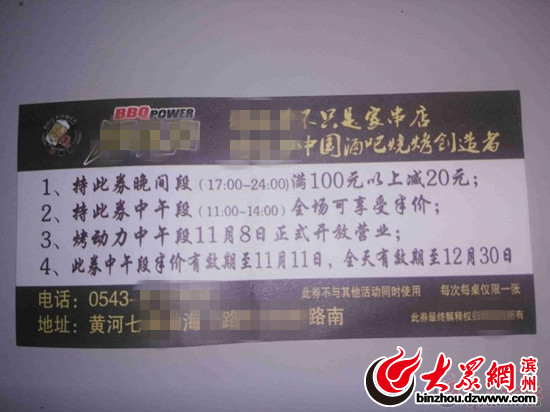 BBQ POWER
不只是家串店
中国酒吧烧烤创造者
1、持此券晚间段(17:00-24:00)满100元以上减20元;
2、持此券中午段(11:00-14:00)全场可享受半价;
3、烤动力中午段11月8日正式开放营业;
4、此券中午段半价有效期至11月11日,全天有效期至12月30日
电话: 0543-
此券不与其他活动同时使用 每次每桌仅限一张
地址: 黄河七 海 路 路南
此券最终解释权归 所有
大众網 滨州
binzhou.dzwww.com